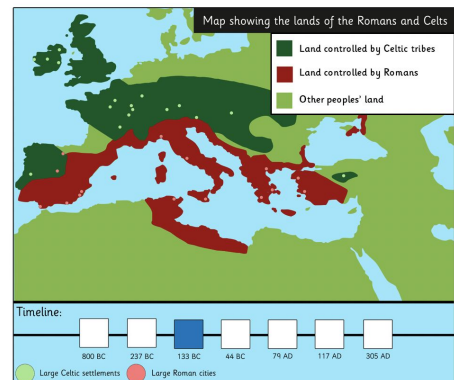 Map showing the lands of the Romans and Celts
Land controlled by Celtic tribes
Land controlled by Romans
Other peoples' land
Timeline:
800 BC 237 BC 133 BC 44 BC 79 AD 117 AD 305 AD
Large Celtic settlements Large Roman cities